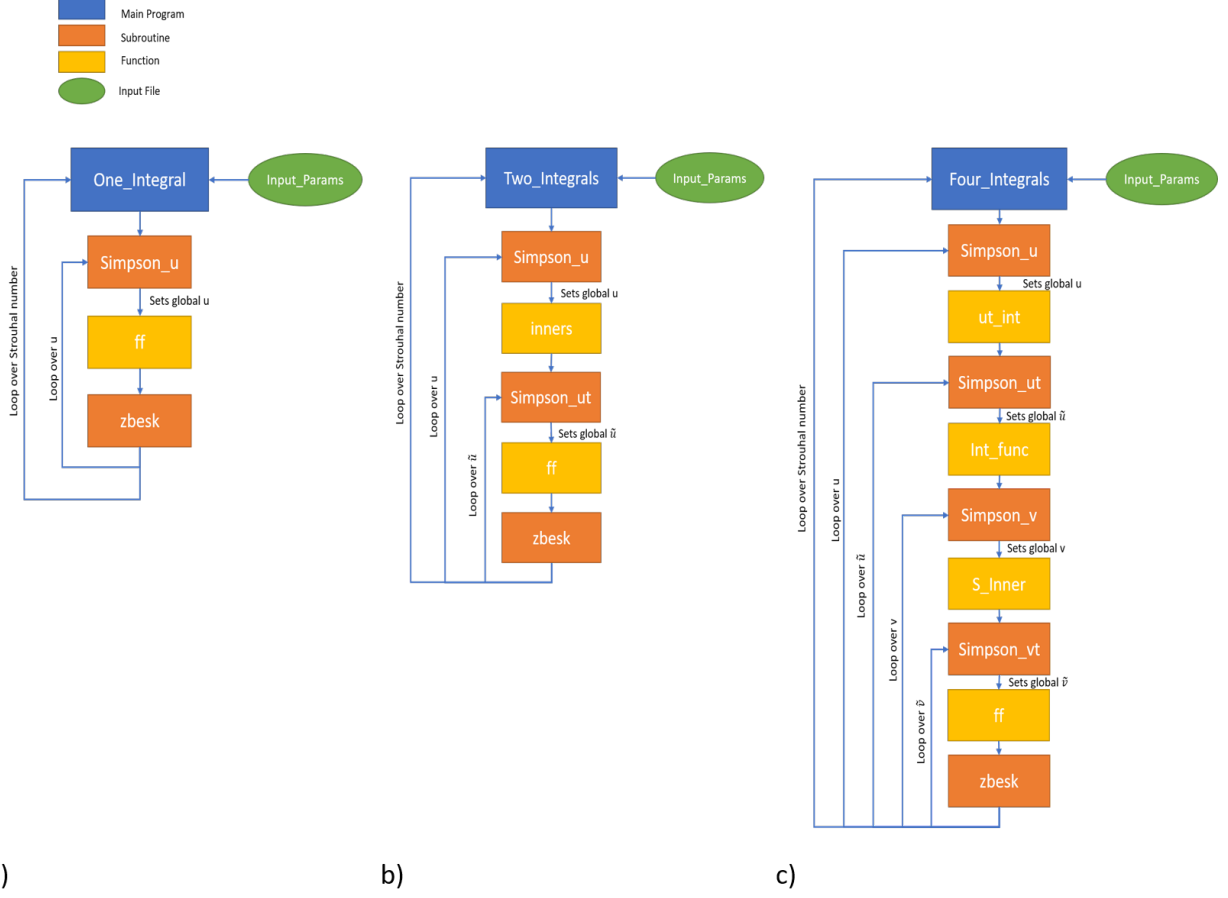 Main Program
Subroutine
Function
Input File
One_Integral
Input_Params
Simpson_u
Sets global u
ff
zbesk
Loop over u
Loop over Strouhal number
)
Two_Integrals
Input_Params
Simpson_u
Sets global u
inners
Simpson_ut
Sets global ũ
ff
zbesk
Loop over ũ
Loop over u
Loop over Strouhal number
b)
Four_Integrals
Input_Params
Simpson_u
Sets global u
ut_int
Simpson_ut
Sets global ũ
Int_func
Simpson_v
Sets global v
S_Inner
Simpson_vt
Sets global ṽ
ff
zbesk
Loop over ṽ
Loop over v
Loop over ũ
Loop over u
Loop over Strouhal number
c)